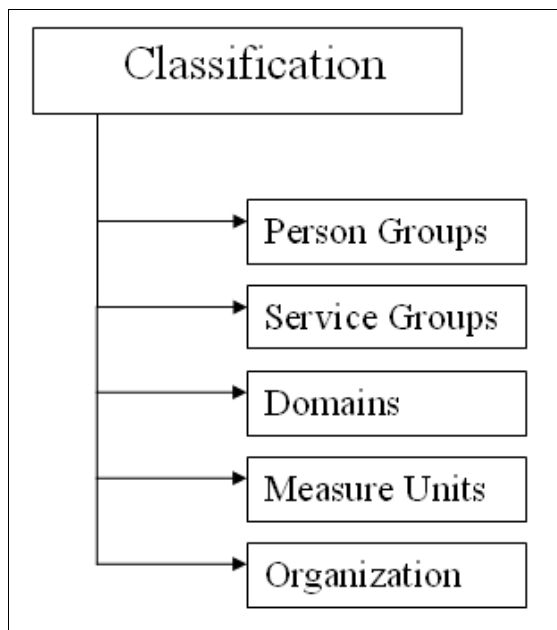 Classification
Person Groups
Service Groups
Domains
Measure Units
Organization